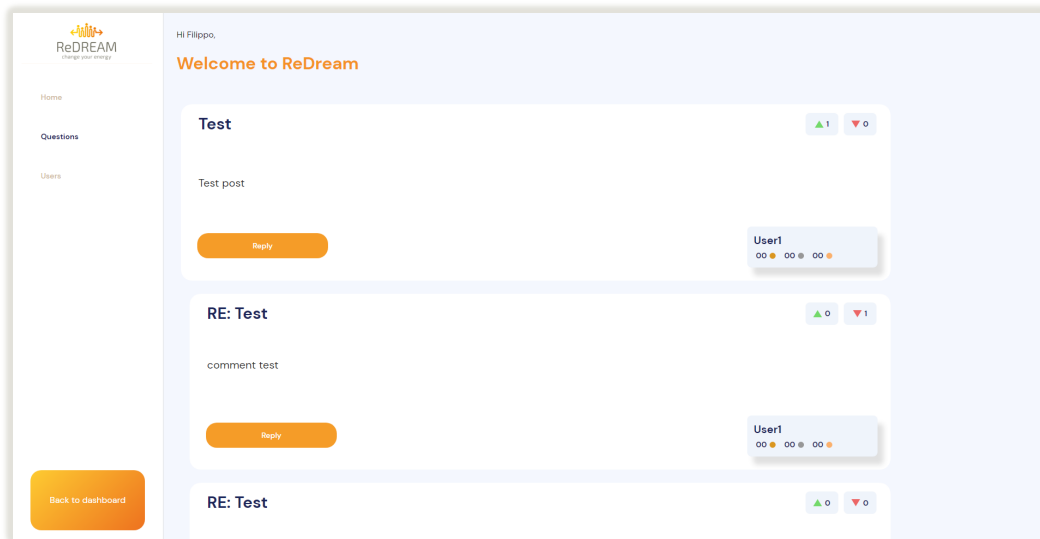 ReDREAM
change your energy
Home
Questions
Users
Back to dashboard
Hi Filippo,
Welcome to ReDream
Test
1
0
Test post
Reply
User1
00 00 00
RE: Test
0
1
comment test
Reply
User1
00 00 00
RE: Test
0
0